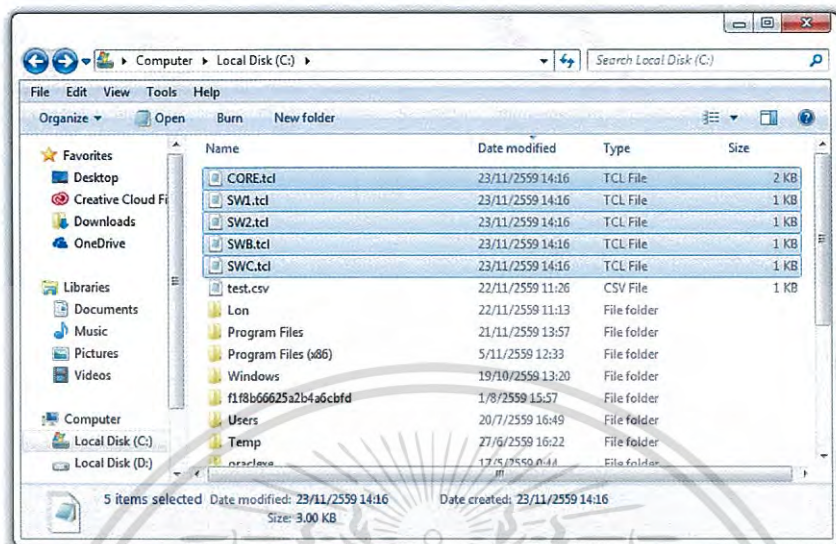 Computer ▸ Local Disk (C:) ▸
Search Local Disk (C:)
File Edit View Tools Help
Organize Open Burn New folder
Name Date modified Type Size
CORE.tcl 23/11/2559 14:16 TCL File 2 KB
SW1.tcl 23/11/2559 14:16 TCL File 1 KB
SW2.tcl 23/11/2559 14:16 TCL File 1 KB
SWB.tcl 23/11/2559 14:16 TCL File 1 KB
SWC.tcl 23/11/2559 14:16 TCL File 1 KB
test.csv 22/11/2559 11:26 CSV File 1 KB
Lon 22/11/2559 11:13 File folder
Program Files 21/11/2559 13:57 File folder
Program Files (x86) 5/11/2559 12:33 File folder
Windows 19/10/2559 13:20 File folder
f1f8b66625a2b4a6cbfd 1/8/2559 15:57 File folder
Users 20/7/2559 16:49 File folder
Temp 27/6/2559 16:22 File folder
17/5/2559 0:44 File folder
Favorites
Desktop
Creative Cloud Fi
Downloads
OneDrive
Libraries
Documents
Music
Pictures
Videos
Computer
Local Disk (C:)
Local Disk (D:)
5 items selected Date modified: 23/11/2559 14:16 Date created: 23/11/2559 14:16
Size: 3.00 KB